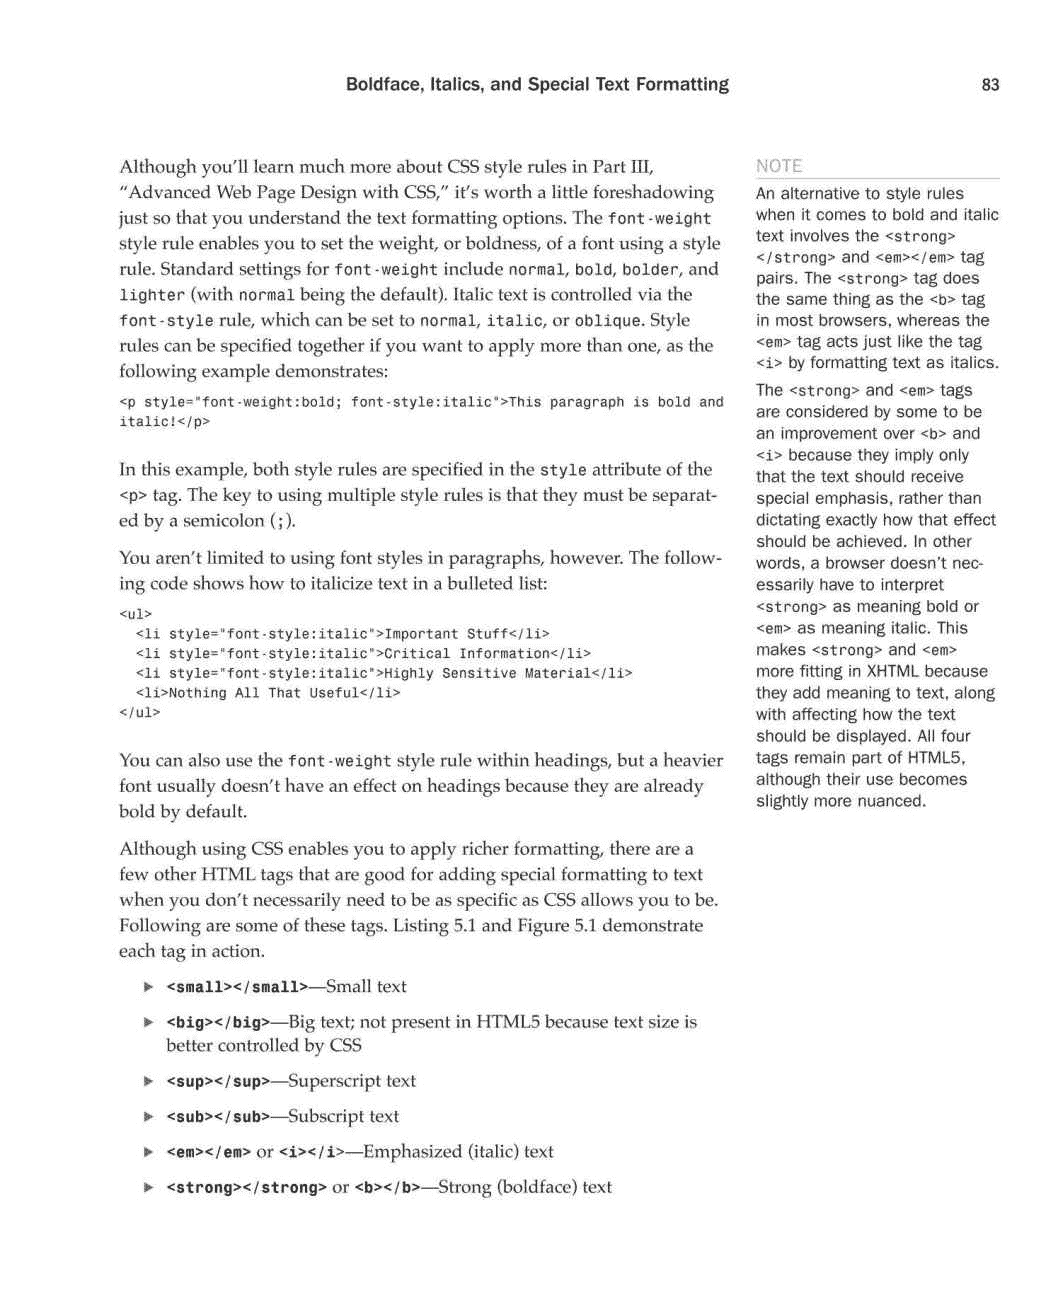 Boldface, Italics, and Special Text Formatting
83
Although you’ll learn much more about CSS style rules in Part III,
“Advanced Web Page Design with CSS,” it’s worth a little foreshadowing
just so that you understand the text formatting options. The font-weight
style rule enables you to set the weight, or boldness, of a font using a style
rule. Standard settings for font-weight include normal, bold, bolder, and
lighter (with normal being the default). Italic text is controlled via the
font-style rule, which can be set to normal, italic, or oblique. Style
rules can be specified together if you want to apply more than one, as the
following example demonstrates:
<p style="font-weight:bold; font-style:italic">This paragraph is bold and
italic!</p>
In this example, both style rules are specified in the style attribute of the
<p> tag. The key to using multiple style rules is that they must be separat-
ed by a semicolon (;).
You aren’t limited to using font styles in paragraphs, however. The follow-
ing code shows how to italicize text in a bulleted list:
<ul>
  <li style="font-style:italic">Important Stuff</li>
  <li style="font-style:italic">Critical Information</li>
  <li style="font-style:italic">Highly Sensitive Material</li>
  <li>Nothing All That Useful</li>
</ul>
You can also use the font-weight style rule within headings, but a heavier
font usually doesn’t have an effect on headings because they are already
bold by default.
Although using CSS enables you to apply richer formatting, there are a
few other HTML tags that are good for adding special formatting to text
when you don’t necessarily need to be as specific as CSS allows you to be.
Following are some of these tags. Listing 5.1 and Figure 5.1 demonstrate
each tag in action.
▶ <small></small>—Small text
▶ <big></big>—Big text; not present in HTML5 because text size is
better controlled by CSS
▶ <sup></sup>—Superscript text
▶ <sub></sub>—Subscript text
▶ <em></em> or <i></i>—Emphasized (italic) text
▶ <strong></strong> or <b></b>—Strong (boldface) text
NOTE
An alternative to style rules
when it comes to bold and italic
text involves the <strong>
</strong> and <em></em> tag
pairs. The <strong> tag does
the same thing as the <b> tag
in most browsers, whereas the
<em> tag acts just like the tag
<i> by formatting text as italics.
The <strong> and <em> tags
are considered by some to be
an improvement over <b> and
<i> because they imply only
that the text should receive
special emphasis, rather than
dictating exactly how that effect
should be achieved. In other
words, a browser doesn’t nec-
essarily have to interpret
<strong> as meaning bold or
<em> as meaning italic. This
makes <strong> and <em>
more fitting in XHTML because
they add meaning to text, along
with affecting how the text
should be displayed. All four
tags remain part of HTML5,
although their use becomes
slightly more nuanced.